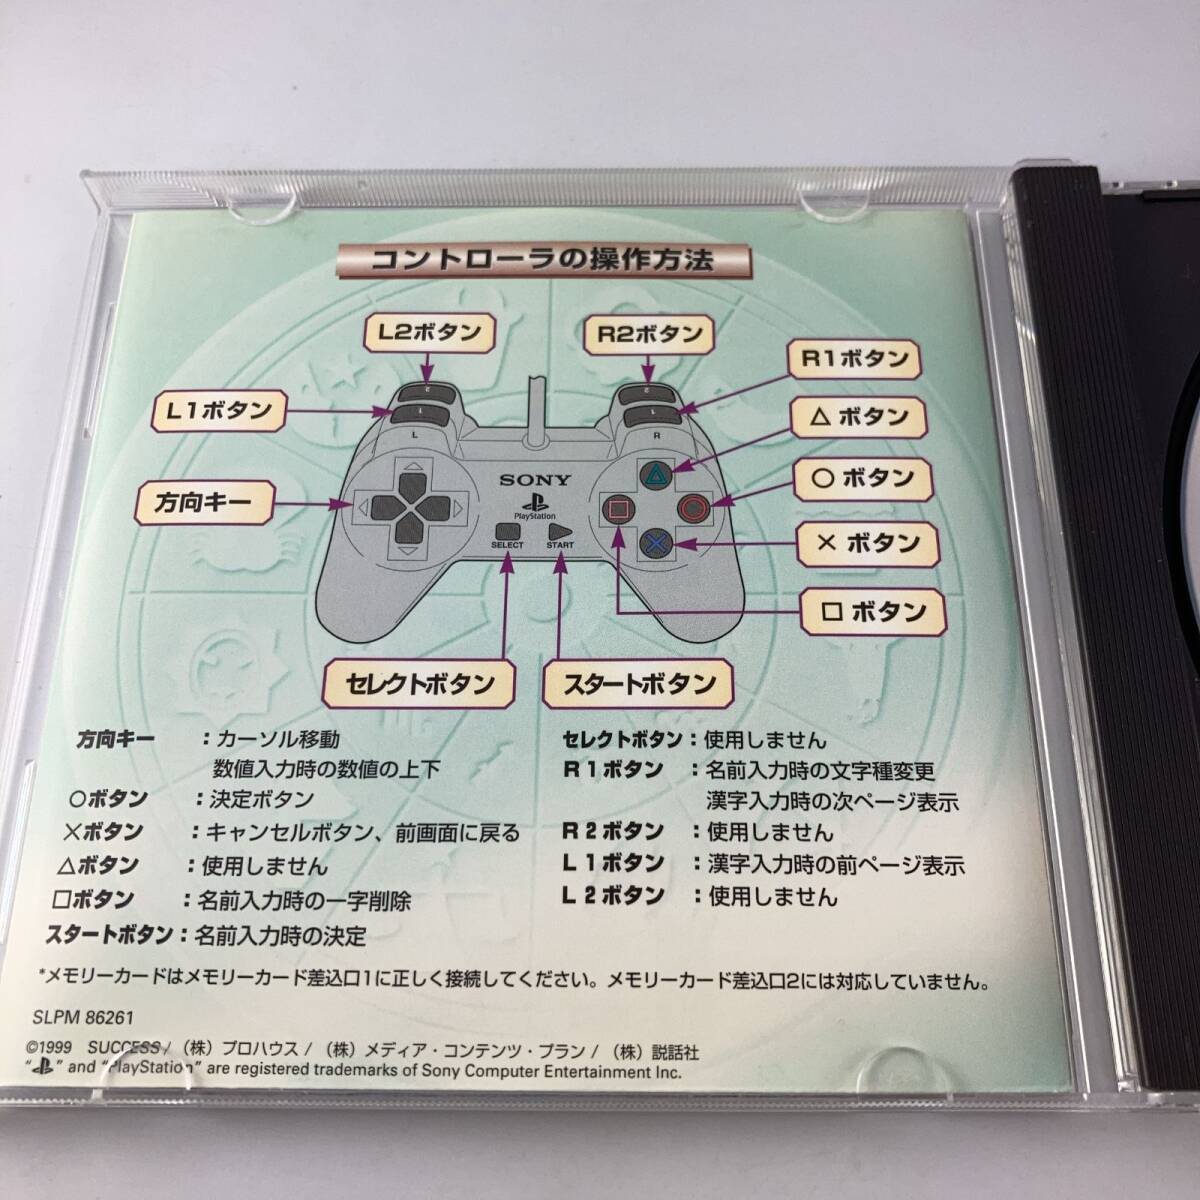 コントローラの操作方法
L2ボタン
R2ボタン
R1ボタン
L1ボタン
△ ボタン
○ ボタン
方向キー
× ボタン
□ ボタン
2
1
L
2
1
R
SONY
PlayStation
SELECT
START
セレクトボタン
スタートボタン
方向キー ：カーソル移動
数値入力時の数値の上下
○ボタン ：決定ボタン
×ボタン ：キャンセルボタン、前画面に戻る
△ボタン ：使用しません
□ボタン ：名前入力時の一字削除
スタートボタン：名前入力時の決定
セレクトボタン：使用しません
R1ボタン ：名前入力時の文字種変更
漢字入力時の次ページ表示
R2ボタン ：使用しません
L1ボタン ：漢字入力時の前ページ表示
L2ボタン ：使用しません
*メモリーカードはメモリーカード差込口1に正しく接続してください。メモリーカード差込口2には対応していません。
SLPM 86261
©1999 SUCCESS/（株）プロハウス/（株）メディア・コンテンツ・プラン/（株）説話社
" " and "PlayStation" are registered trademarks of Sony Computer Entertainment Inc.